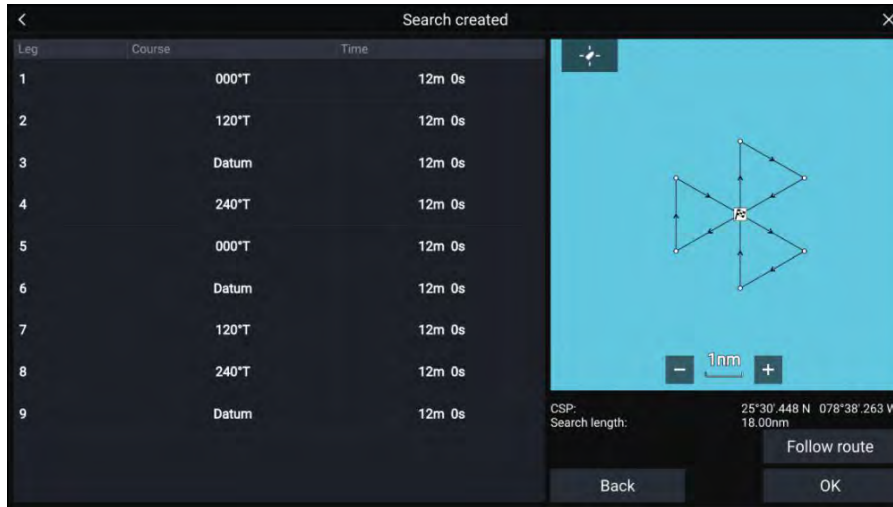 Search created
Leg Course Time
1 000°T 12m 0s
2 120°T 12m 0s
3 Datum 12m 0s
4 240°T 12m 0s
5 000°T 12m 0s
6 Datum 12m 0s
7 120°T 12m 0s
8 240°T 12m 0s
9 Datum 12m 0s
1nm
CSP: 25°30'.448 N 078°38'.263 W
Search length: 18.00nm
Follow route
Back OK